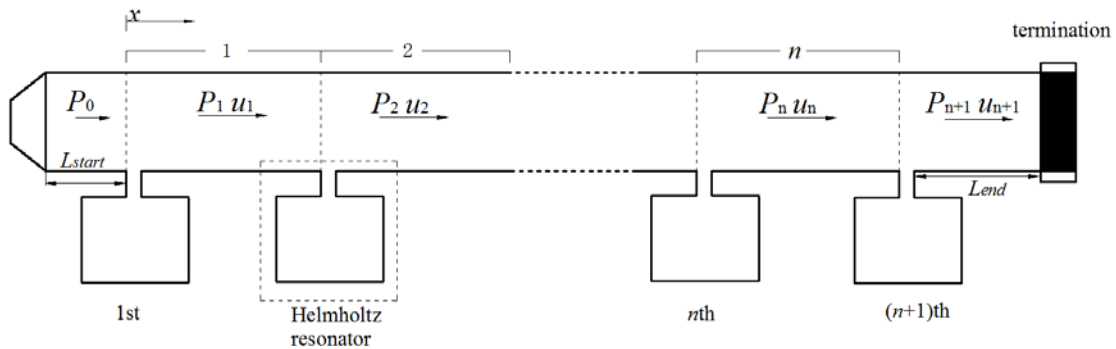 x
termination
1
2
n
P0
P1 u1
P2 u2
Pn un
Pn+1 un+1
Lstart
Lend
1st
Helmholtz
resonator
nth
(n+1)th